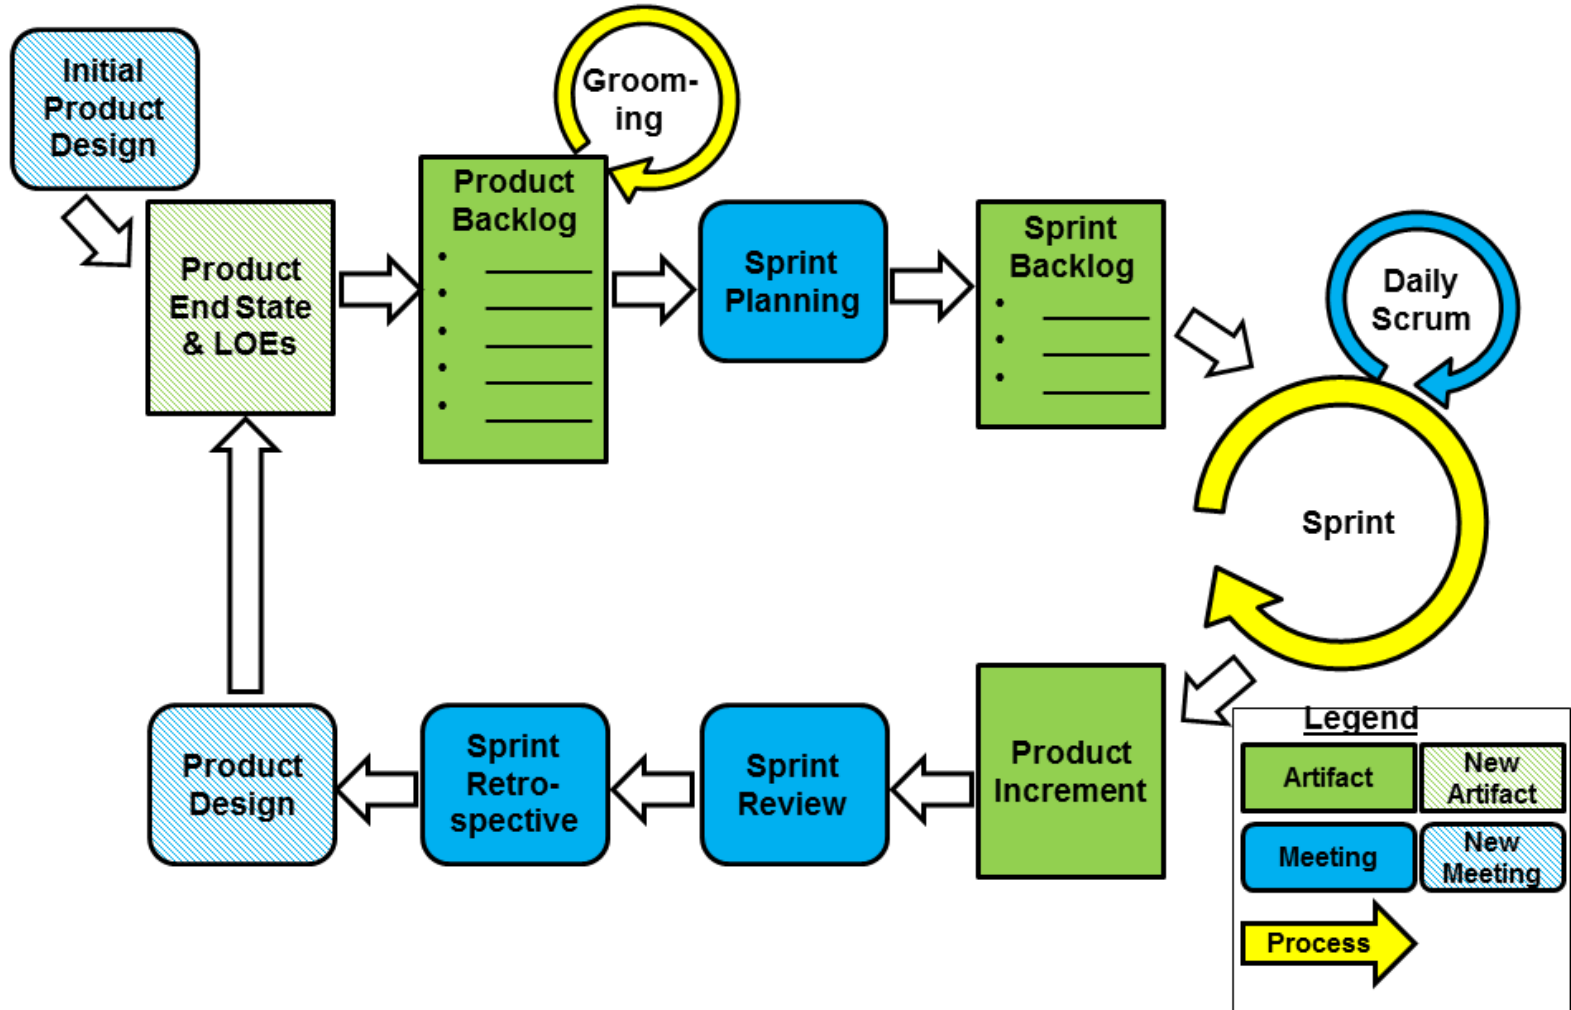 Initial
Product
Design
Groom-
ing
Product
End State
& LOEs
Product
Backlog
Sprint
Planning
Sprint
Backlog
Daily
Scrum
Sprint
Product
Increment
Sprint
Review
Sprint
Retro-
spective
Product
Design
Legend
Artifact
New
Artifact
Meeting
New
Meeting
Process